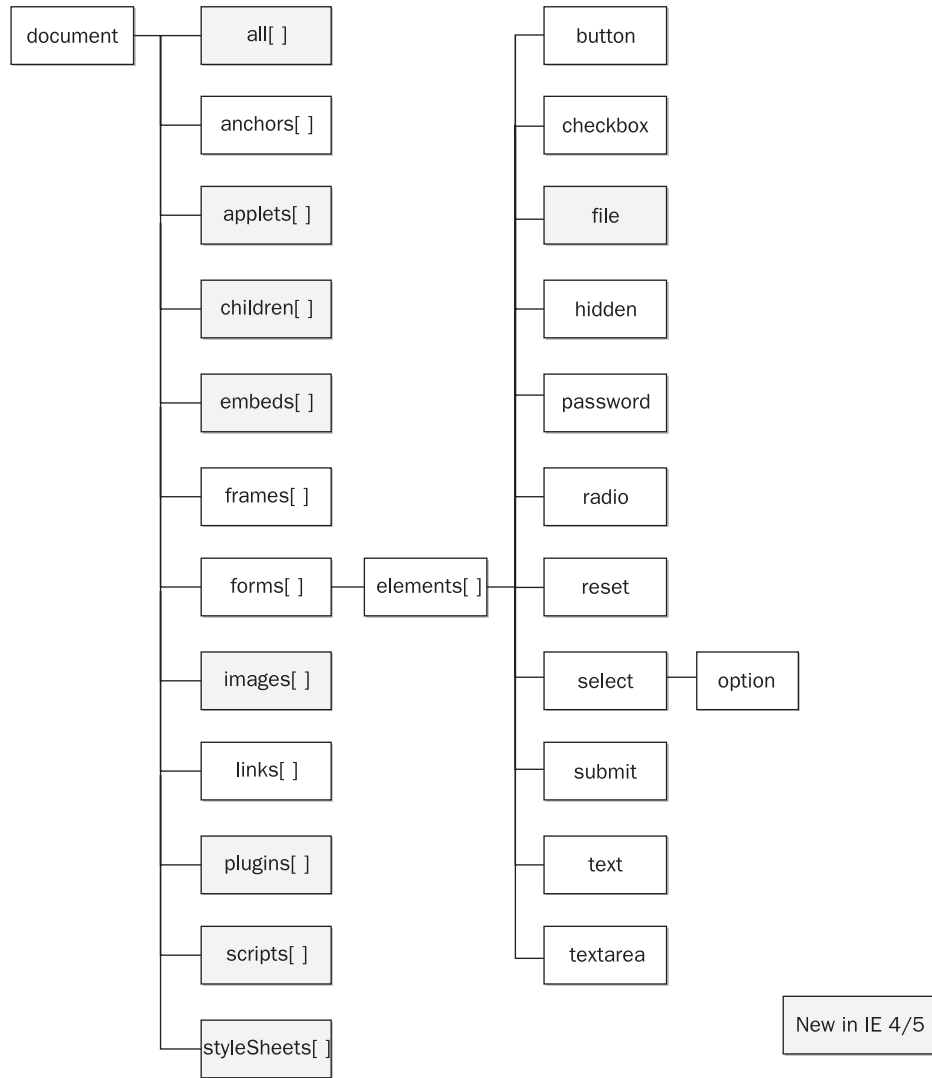 document
all[ ]
button
anchors[ ]
checkbox
applets[ ]
file
children[ ]
hidden
embeds[ ]
password
frames[ ]
radio
forms[ ]
elements[ ]
reset
images[ ]
select
option
links[ ]
submit
plugins[ ]
text
scripts[ ]
textarea
New in IE 4/5
styleSheets[ ]